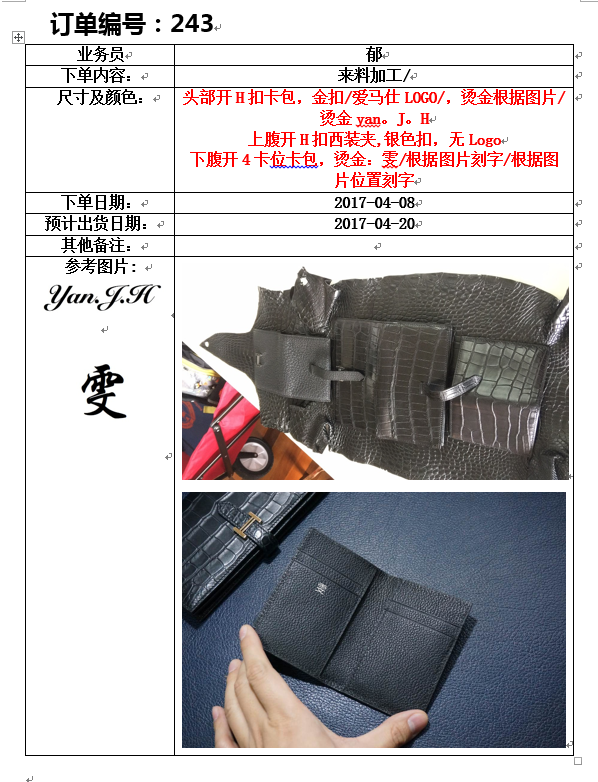 订单编号：243
业务员
郁
下单内容：
来料加工/
尺寸及颜色：
头部开H扣卡包，金扣/爱马仕LOGO/，烫金根据图片/
烫金yan。J。H
上腹开H扣西装夹,银色扣，无Logo
下腹开4卡位卡包，烫金：雯/根据图片刻字/根据图
片位置刻字
下单日期：
2017-04-08
预计出货日期：
2017-04-20
其他备注：
参考图片:
Yan.J.H
雯